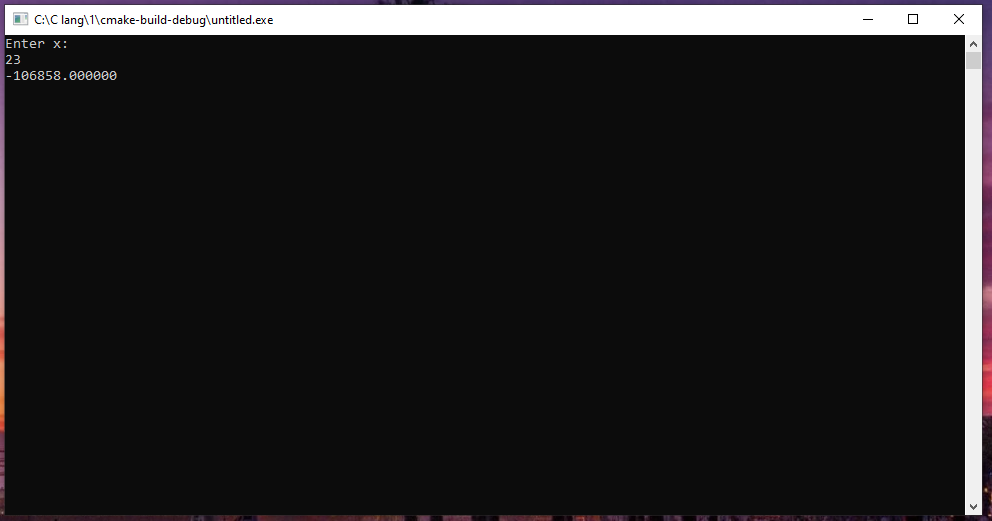 C:\C lang\1\cmake-build-debug\untitled.exe
Enter x:
23
-106858.000000